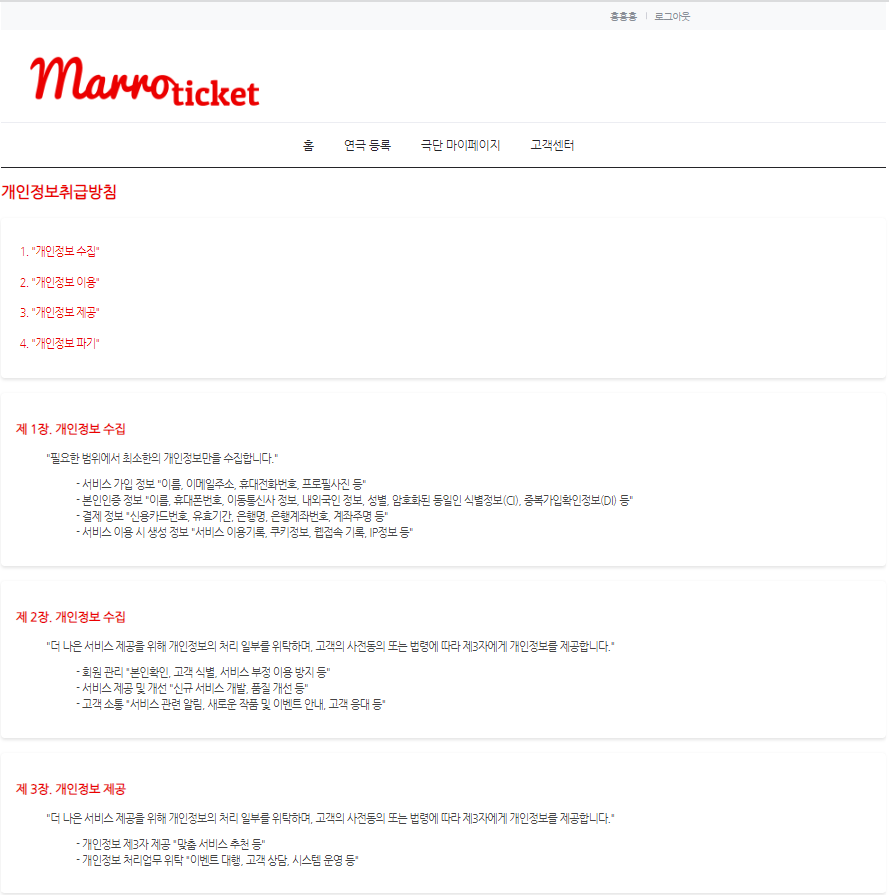 홍홍홍 | 로그아웃
Marro ticket
홈 연극 등록 극단 마이페이지 고객센터
개인정보취급방침
1. "개인정보 수집"
2. "개인정보 이용"
3. "개인정보 제공"
4. "개인정보 파기"
제 1장. 개인정보 수집
"필요한 범위에서 최소한의 개인정보만을 수집합니다."
- 서비스 가입 정보 "이름, 이메일주소, 휴대전화번호, 프로필사진 등"
- 본인인증 정보 "이름, 휴대폰번호, 이동통신사 정보, 내외국인 정보, 성별, 암호화된 동일인 식별정보(CI), 중복가입확인정보(DI) 등"
- 결제 정보 "신용카드번호, 유효기간, 은행명, 은행계좌번호, 계좌주명 등"
- 서비스 이용 시 생성 정보 "서비스 이용기록, 쿠키정보, 웹접속 기록, IP정보 등"
제 2장. 개인정보 수집
"더 나은 서비스 제공을 위해 개인정보의 처리 일부를 위탁하며, 고객의 사전동의 또는 법령에 따라 제3자에게 개인정보를 제공합니다."
- 회원 관리 "본인확인, 고객 식별, 서비스 부정 이용 방지 등"
- 서비스 제공 및 개선 "신규 서비스 개발, 품질 개선 등"
- 고객 소통 "서비스 관련 알림, 새로운 작품 및 이벤트 안내, 고객 응대 등"
제 3장. 개인정보 제공
"더 나은 서비스 제공을 위해 개인정보의 처리 일부를 위탁하며, 고객의 사전동의 또는 법령에 따라 제3자에게 개인정보를 제공합니다."
- 개인정보 제3자 제공 "맞춤 서비스 추천 등"
- 개인정보 처리업무 위탁 "이벤트 대행, 고객 상담, 시스템 운영 등"